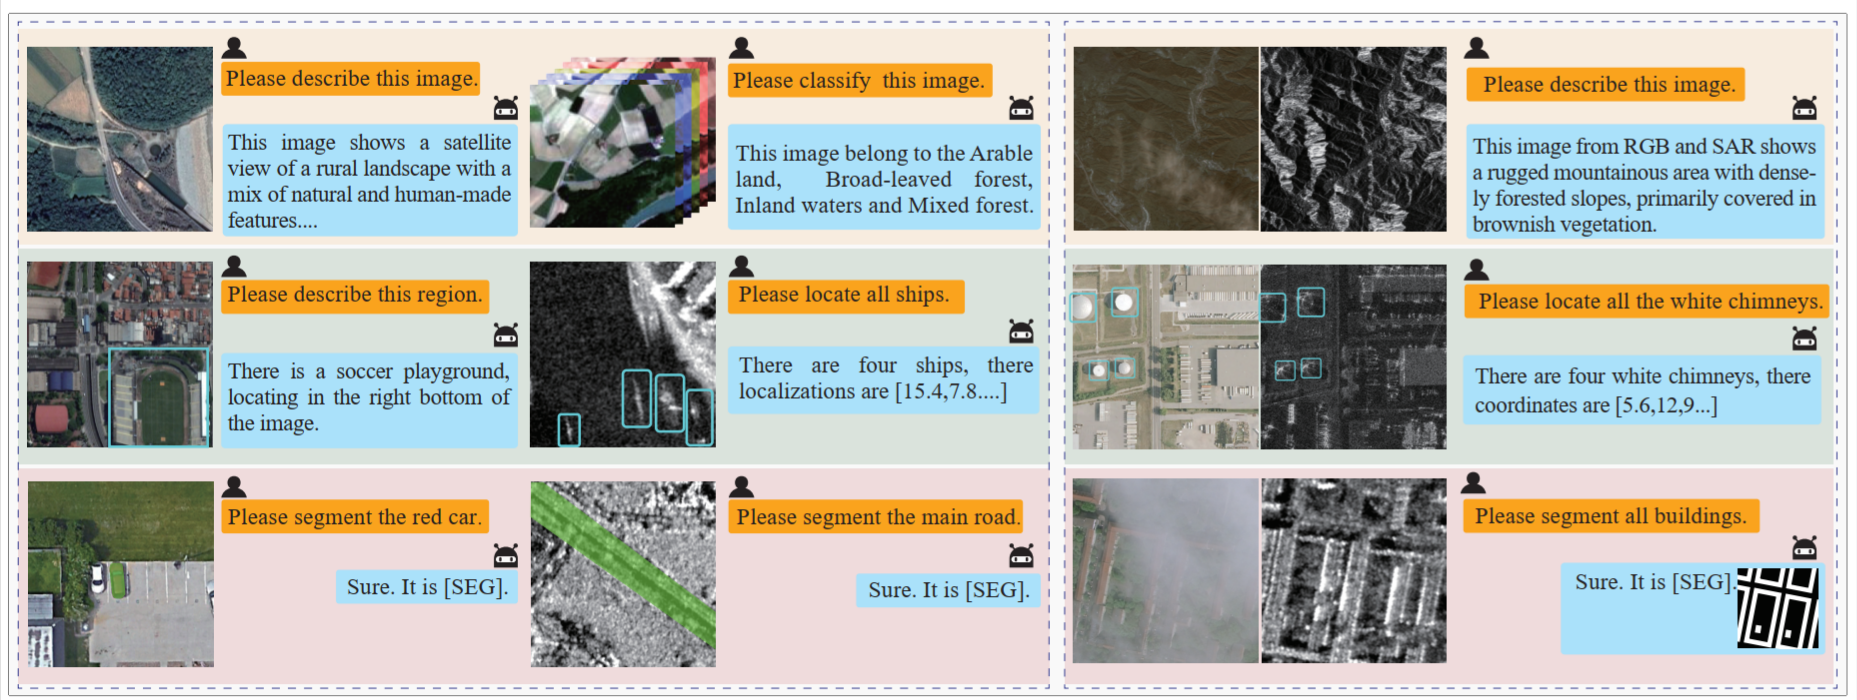 Please describe this image.
This image shows a satellite
view of a rural landscape with a
mix of natural and human-made
features....
Please classify this image.
This image belong to the Arable
land, Broad-leaved forest,
Inland waters and Mixed forest.
Please describe this image.
This image from RGB and SAR shows
a rugged mountainous area with dense-
ly forested slopes, primarily covered in
brownish vegetation.
Please describe this region.
There is a soccer playground,
locating in the right bottom of
the image.
Please locate all ships.
There are four ships, there
localizations are [15.4,7.8....]
Please locate all the white chimneys.
There are four white chimneys, there
coordinates are [5.6,12,9...]
Please segment the red car.
Sure. It is [SEG].
Please segment the main road.
Sure. It is [SEG].
Please segment all buildings.
Sure. It is [SEG].